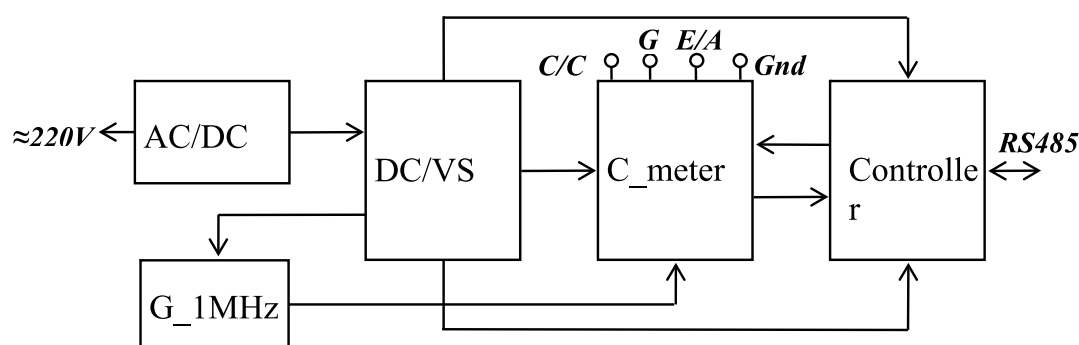 G E/A
C/C Gnd
≈220V AC/DC DC/VS C_meter Controlle
r
RS485
G_1MHz